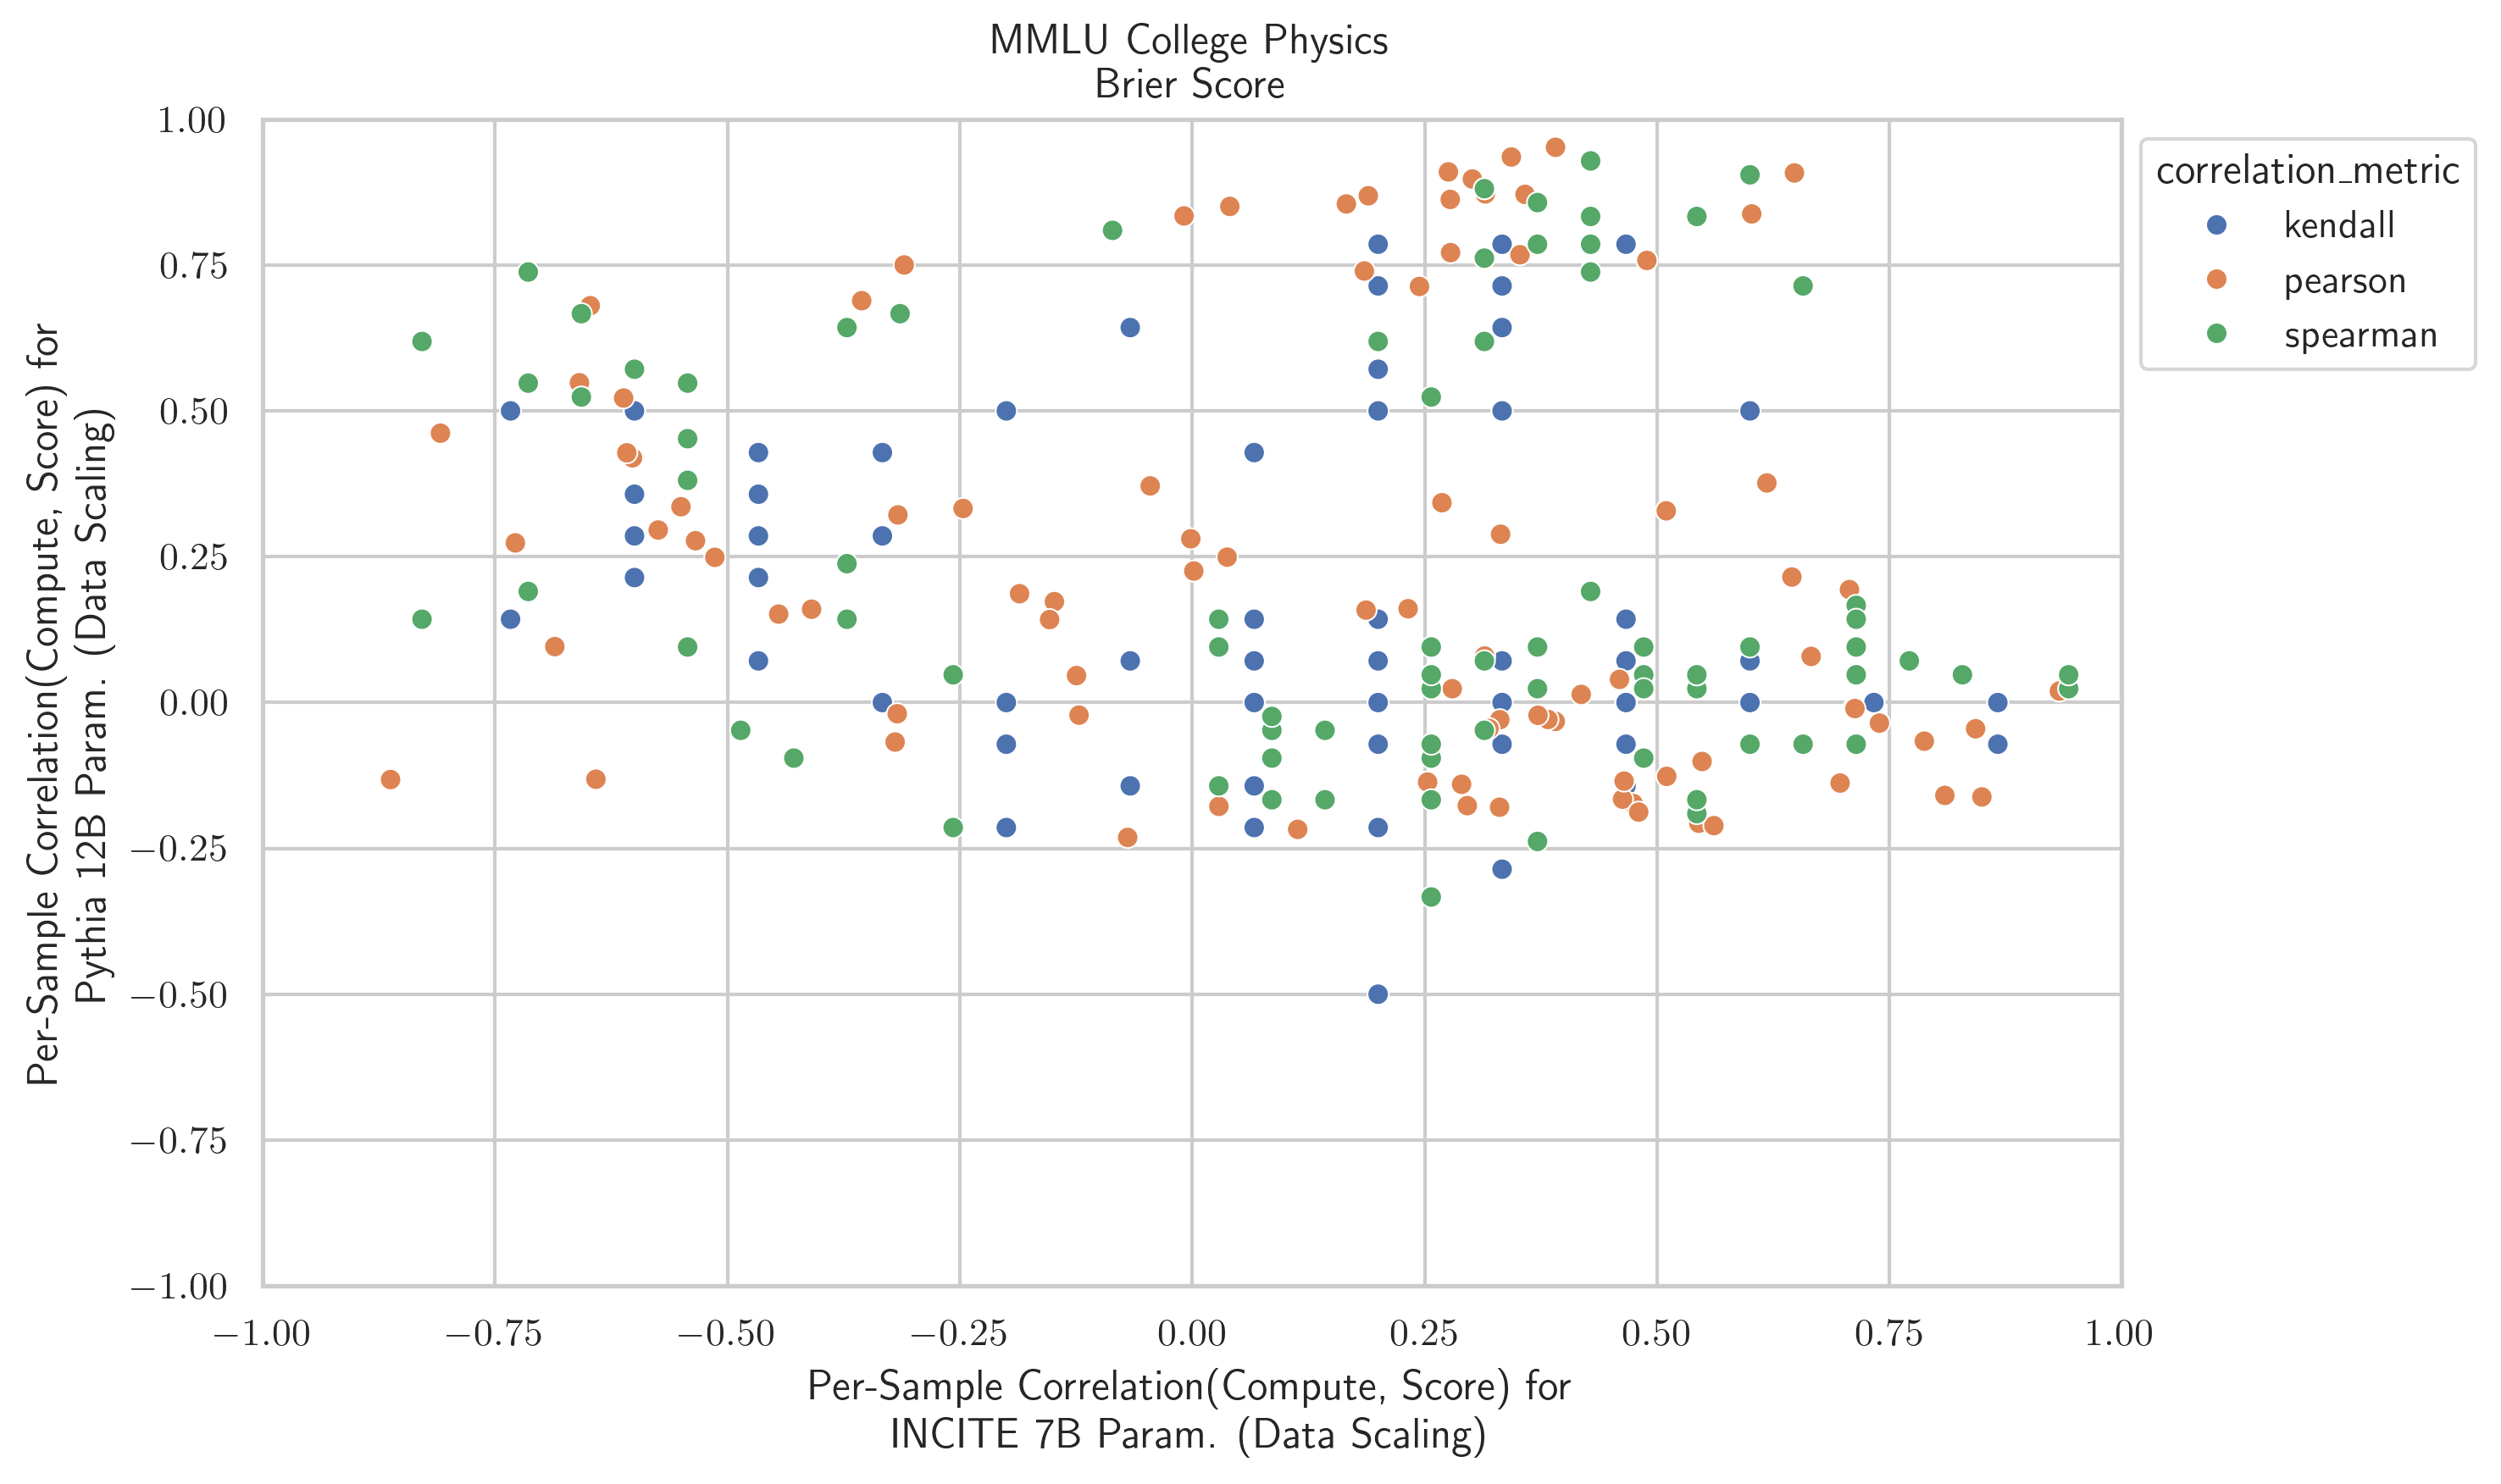 MMLU College Physics
Brier Score
Per-Sample Correlation(Compute, Score) for
Pythia 12B Param. (Data Scaling)
1.00
0.75
0.50
0.25
0.00
−0.25
−0.50
−0.75
−1.00
correlation_metric
kendall
pearson
spearman
−1.00 −0.75 −0.50 −0.25 0.00 0.25 0.50 0.75 1.00
Per-Sample Correlation(Compute, Score) for
INCITE 7B Param. (Data Scaling)